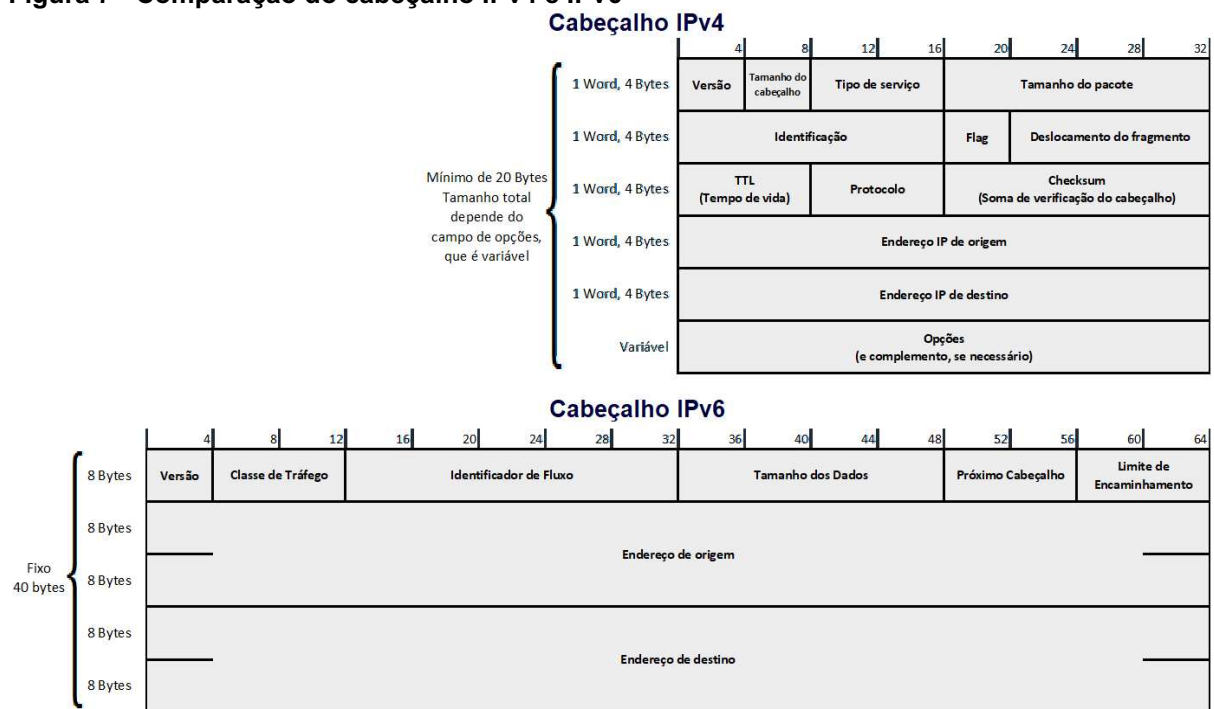 Figura 7 - Comparação do cabeçalho IPv4 e IPv6
Cabeçalho IPv4
4 8 12 16 20 24 28 32
1 Word, 4 Bytes Versão Tamanho do cabeçalho Tipo de serviço Tamanho do pacote
1 Word, 4 Bytes Identificação Flag Deslocamento do fragmento
1 Word, 4 Bytes TTL (Tempo de vida) Protocolo Checksum (Soma de verificação do cabeçalho)
Mínimo de 20 Bytes
Tamanho total
depende do
campo de opções,
que é variável
1 Word, 4 Bytes Endereço IP de origem
1 Word, 4 Bytes Endereço IP de destino
Variável Opções
(e complemento, se necessário)
Cabeçalho IPv6
4 8 12 16 20 24 28 32 36 40 44 48 52 56 60 64
8 Bytes Versão Classe de Tráfego Identificador de Fluxo Tamanho dos Dados Próximo Cabeçalho Limite de Encaminhamento
8 Bytes
Endereço de origem
8 Bytes
Fixo
40 bytes
8 Bytes
Endereço de destino
8 Bytes